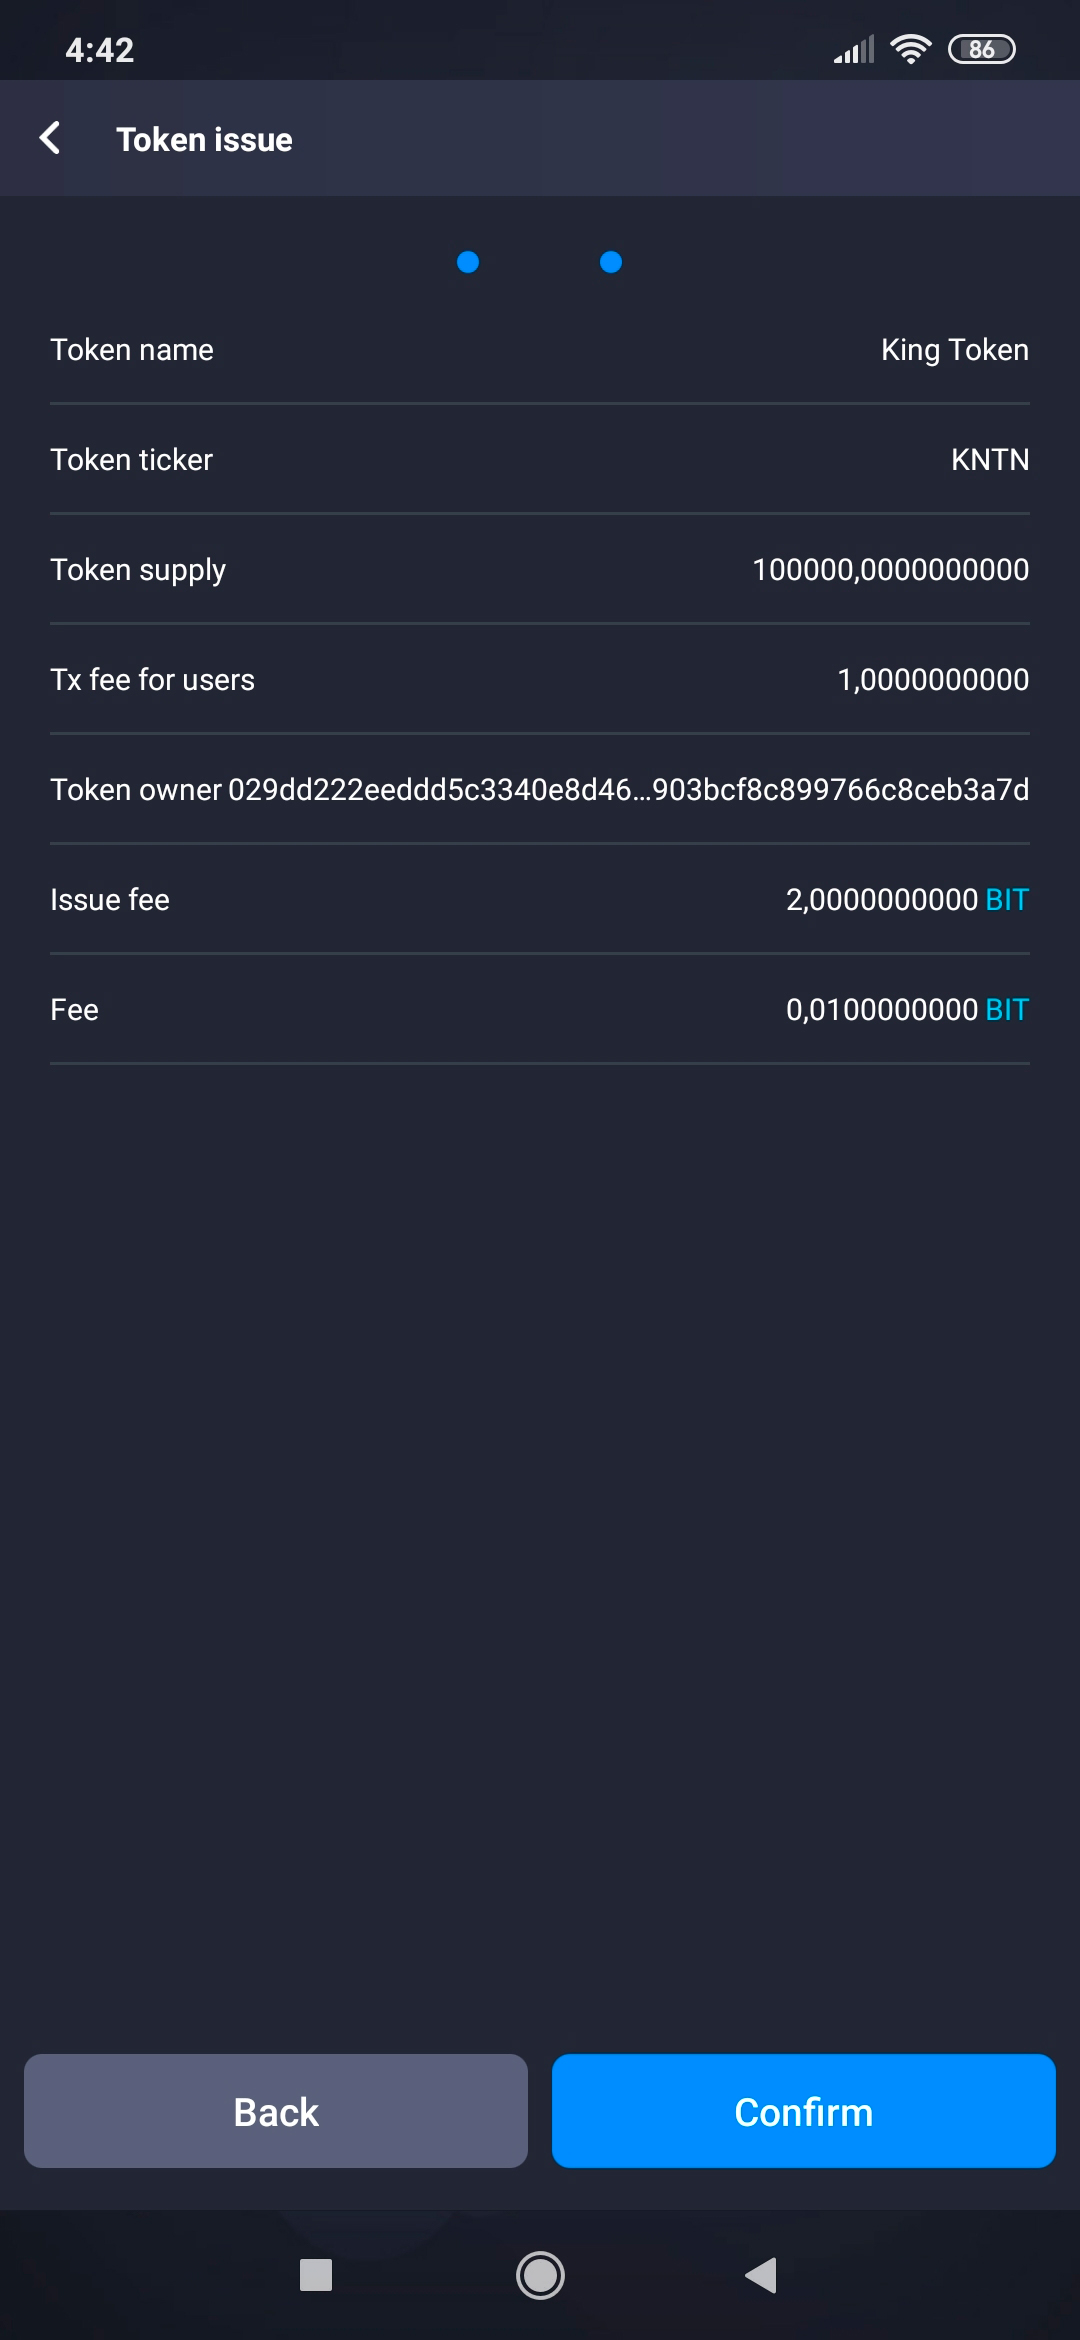 4:42
86
Token issue
Token name King Token
Token ticker KNTN
Token supply 100000,0000000000
Tx fee for users 1,0000000000
Token owner 029dd222eeddd5c3340e8d46...903bcf8c899766c8ceb3a7d
Issue fee 2,0000000000 BIT
Fee 0,0100000000 BIT
Back Confirm